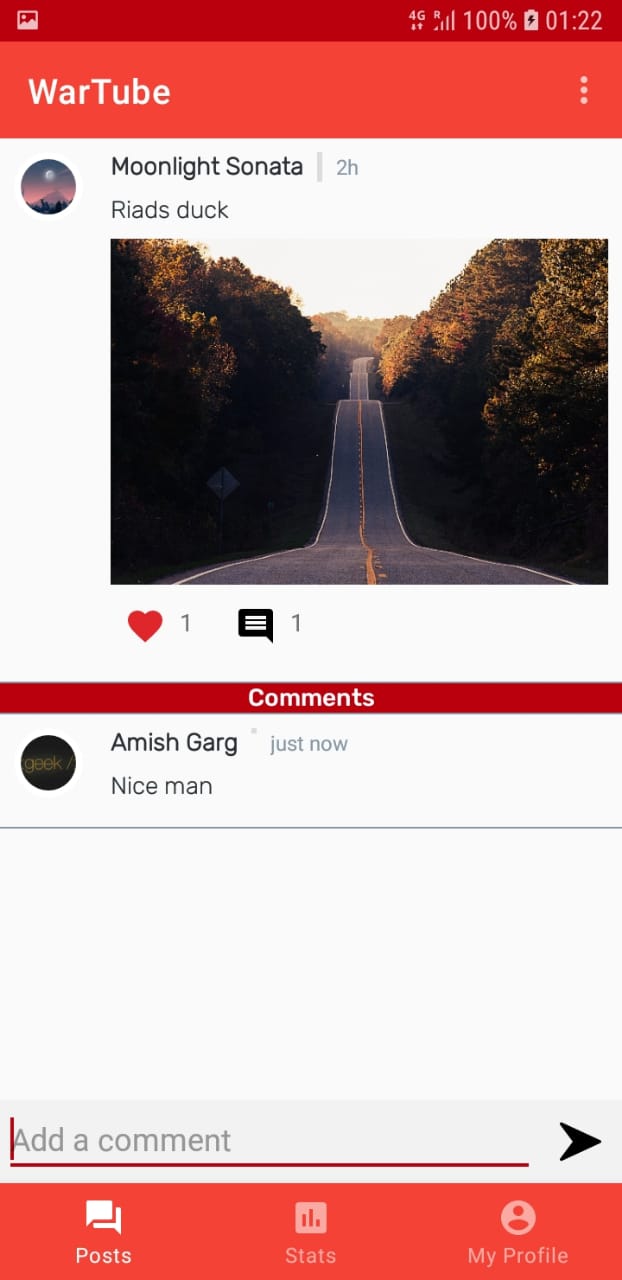 4G R 100% 01:22
WarTube
Moonlight Sonata 2h
Riads duck
1 1
Comments
geek /
Amish Garg just now
Nice man
Add a comment
Posts Stats My Profile